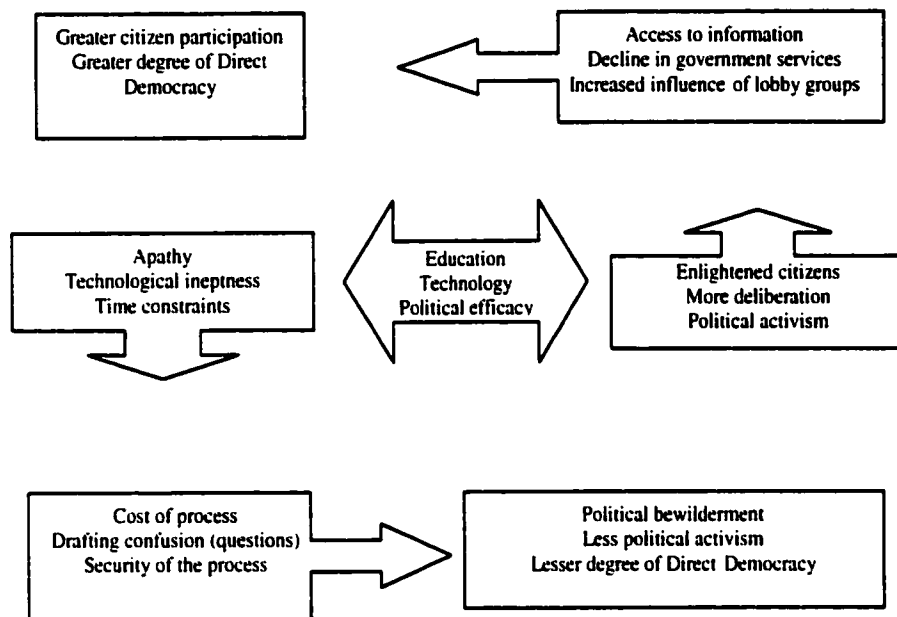 Greater citizen participation
Greater degree of Direct
Democracy
Access to information
Decline in government services
Increased influence of lobby groups
Apathy
Technological ineptness
Time constraints
Education
Technology
Political efficacy
Enlightened citizens
More deliberation
Political activism
Cost of process
Drafting confusion (questions)
Security of the process
Political bewilderment
Less political activism
Lesser degree of Direct Democracy